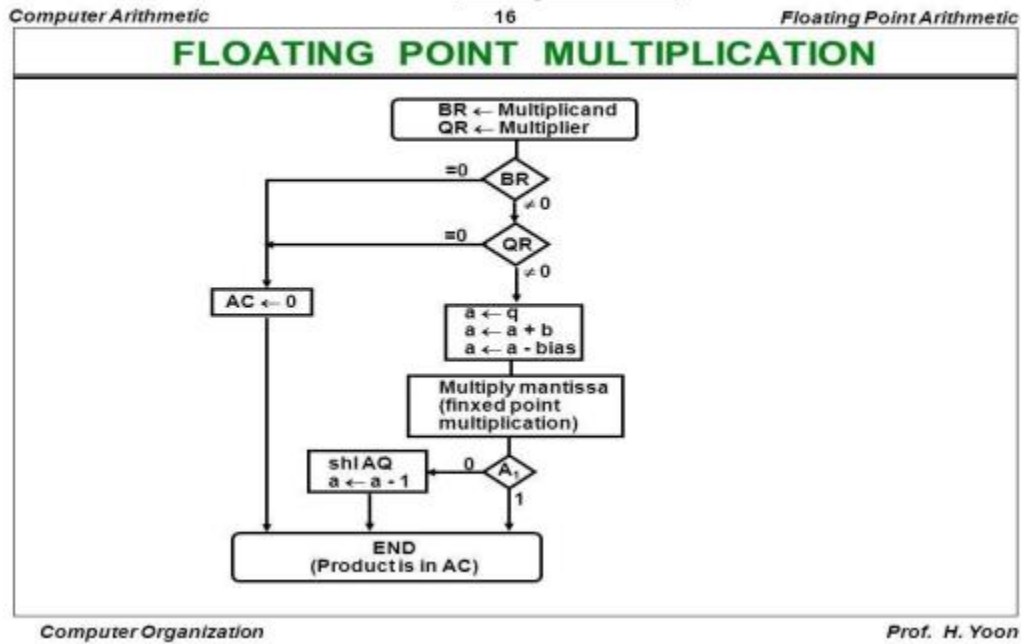 Computer Arithmetic 16 Floating Point Arithmetic
FLOATING POINT MULTIPLICATION
BR ← Multiplicand
QR ← Multiplier
=0
BR
≠ 0
=0
QR
≠ 0
AC ← 0
a ← q
a ← a + b
a ← a - bias
Multiply mantissa
(finxed point
multiplication)
shl AQ
a ← a - 1
0
A₁
1
END
(Product is in AC)
Computer Organization Prof. H. Yoon